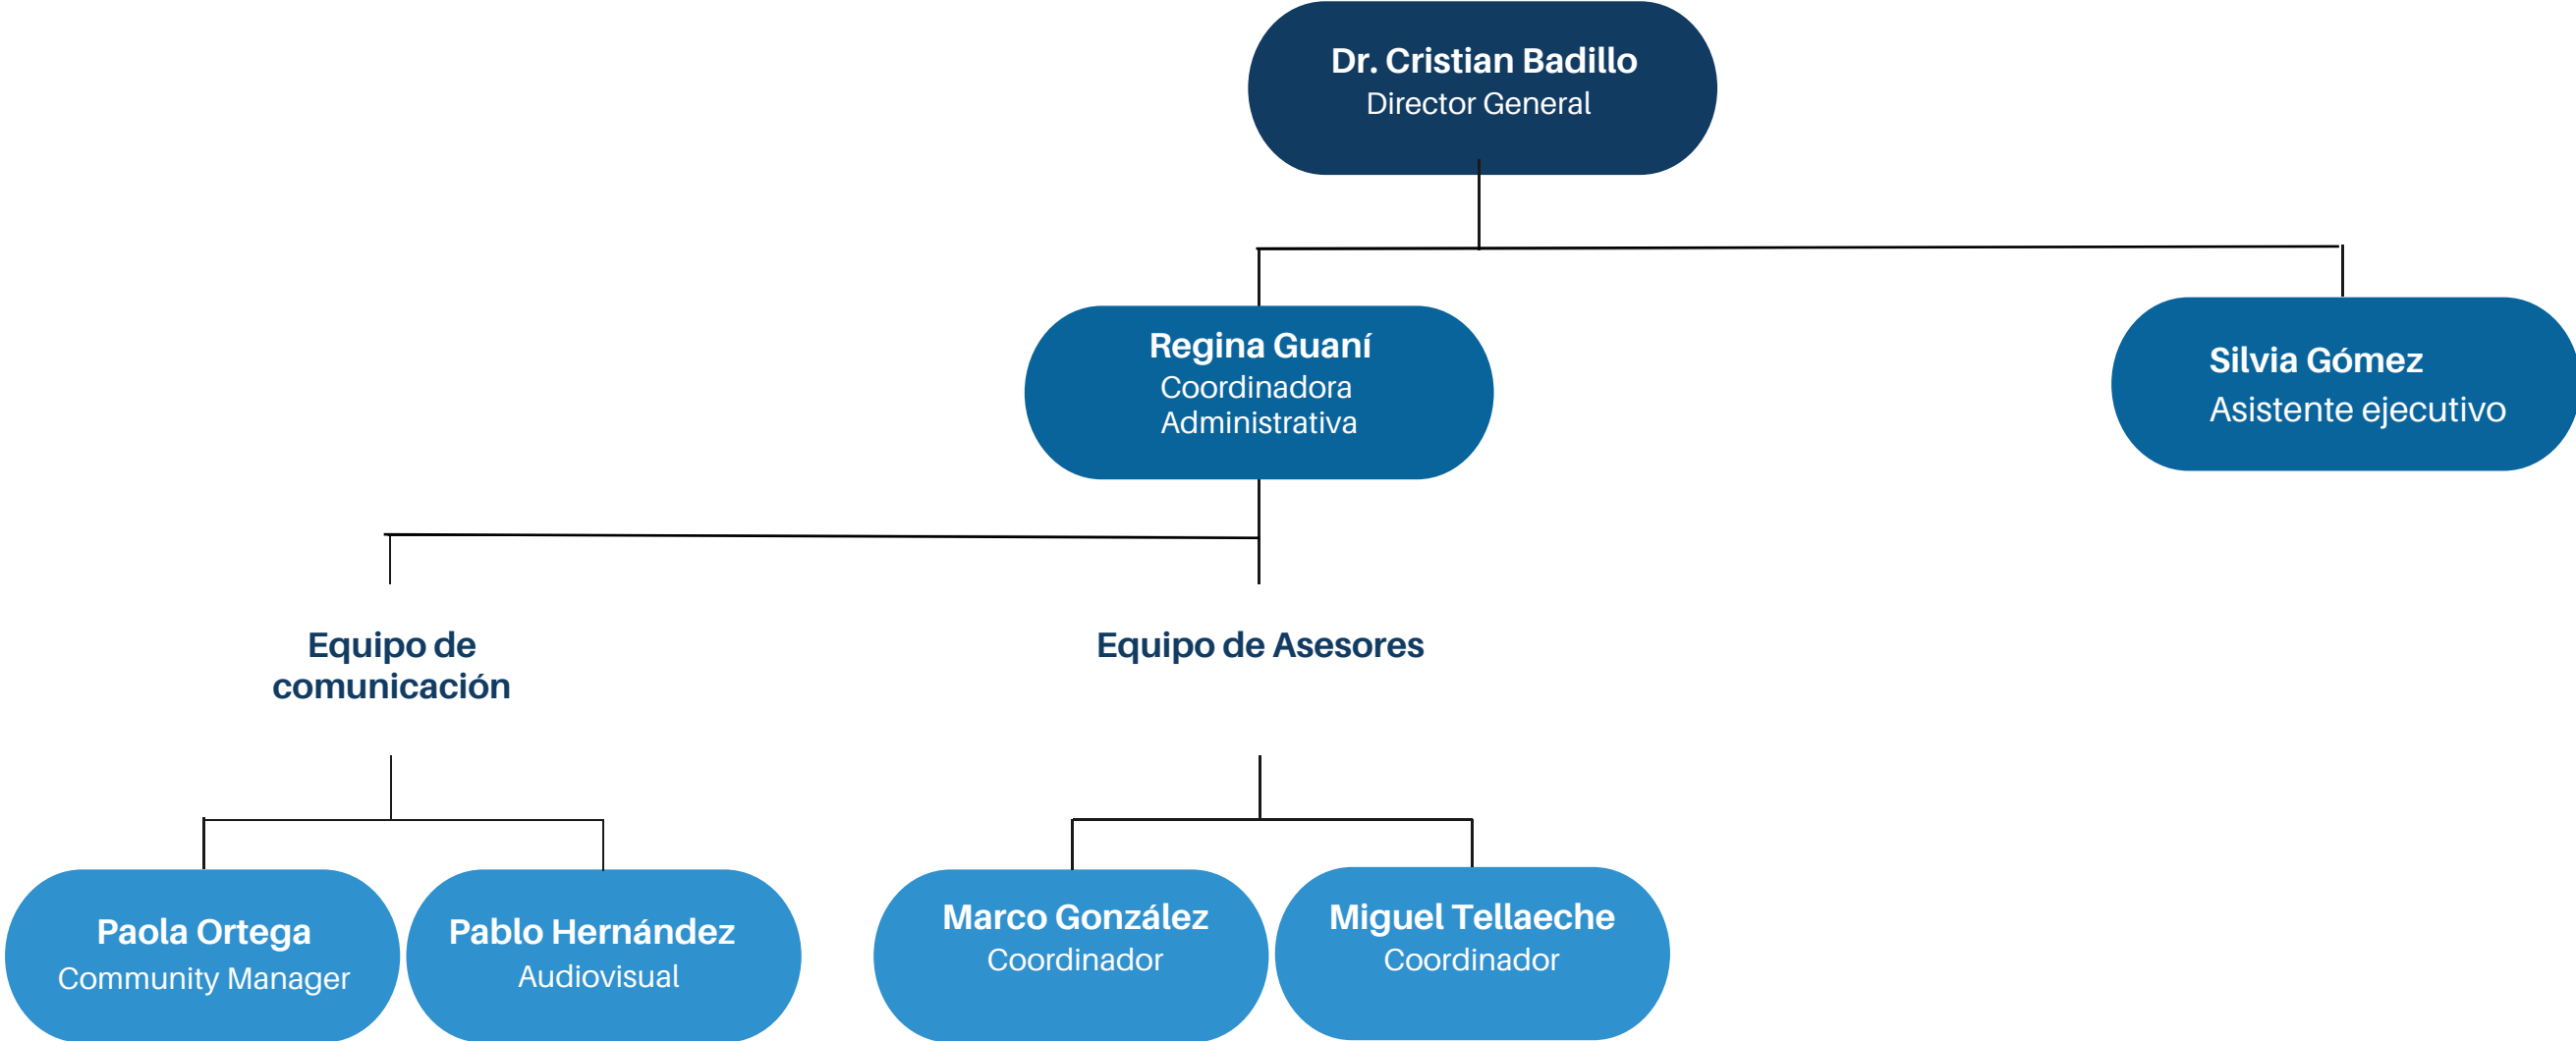 Dr. Cristian Badillo
Director General
Regina Guaní
Coordinadora
Administrativa
Silvia Gómez
Asistente ejecutivo
Equipo de
comunicación
Equipo de Asesores
Paola Ortega
Community Manager
Pablo Hernández
Audiovisual
Marco González
Coordinador
Miguel Tellaeche
Coordinador